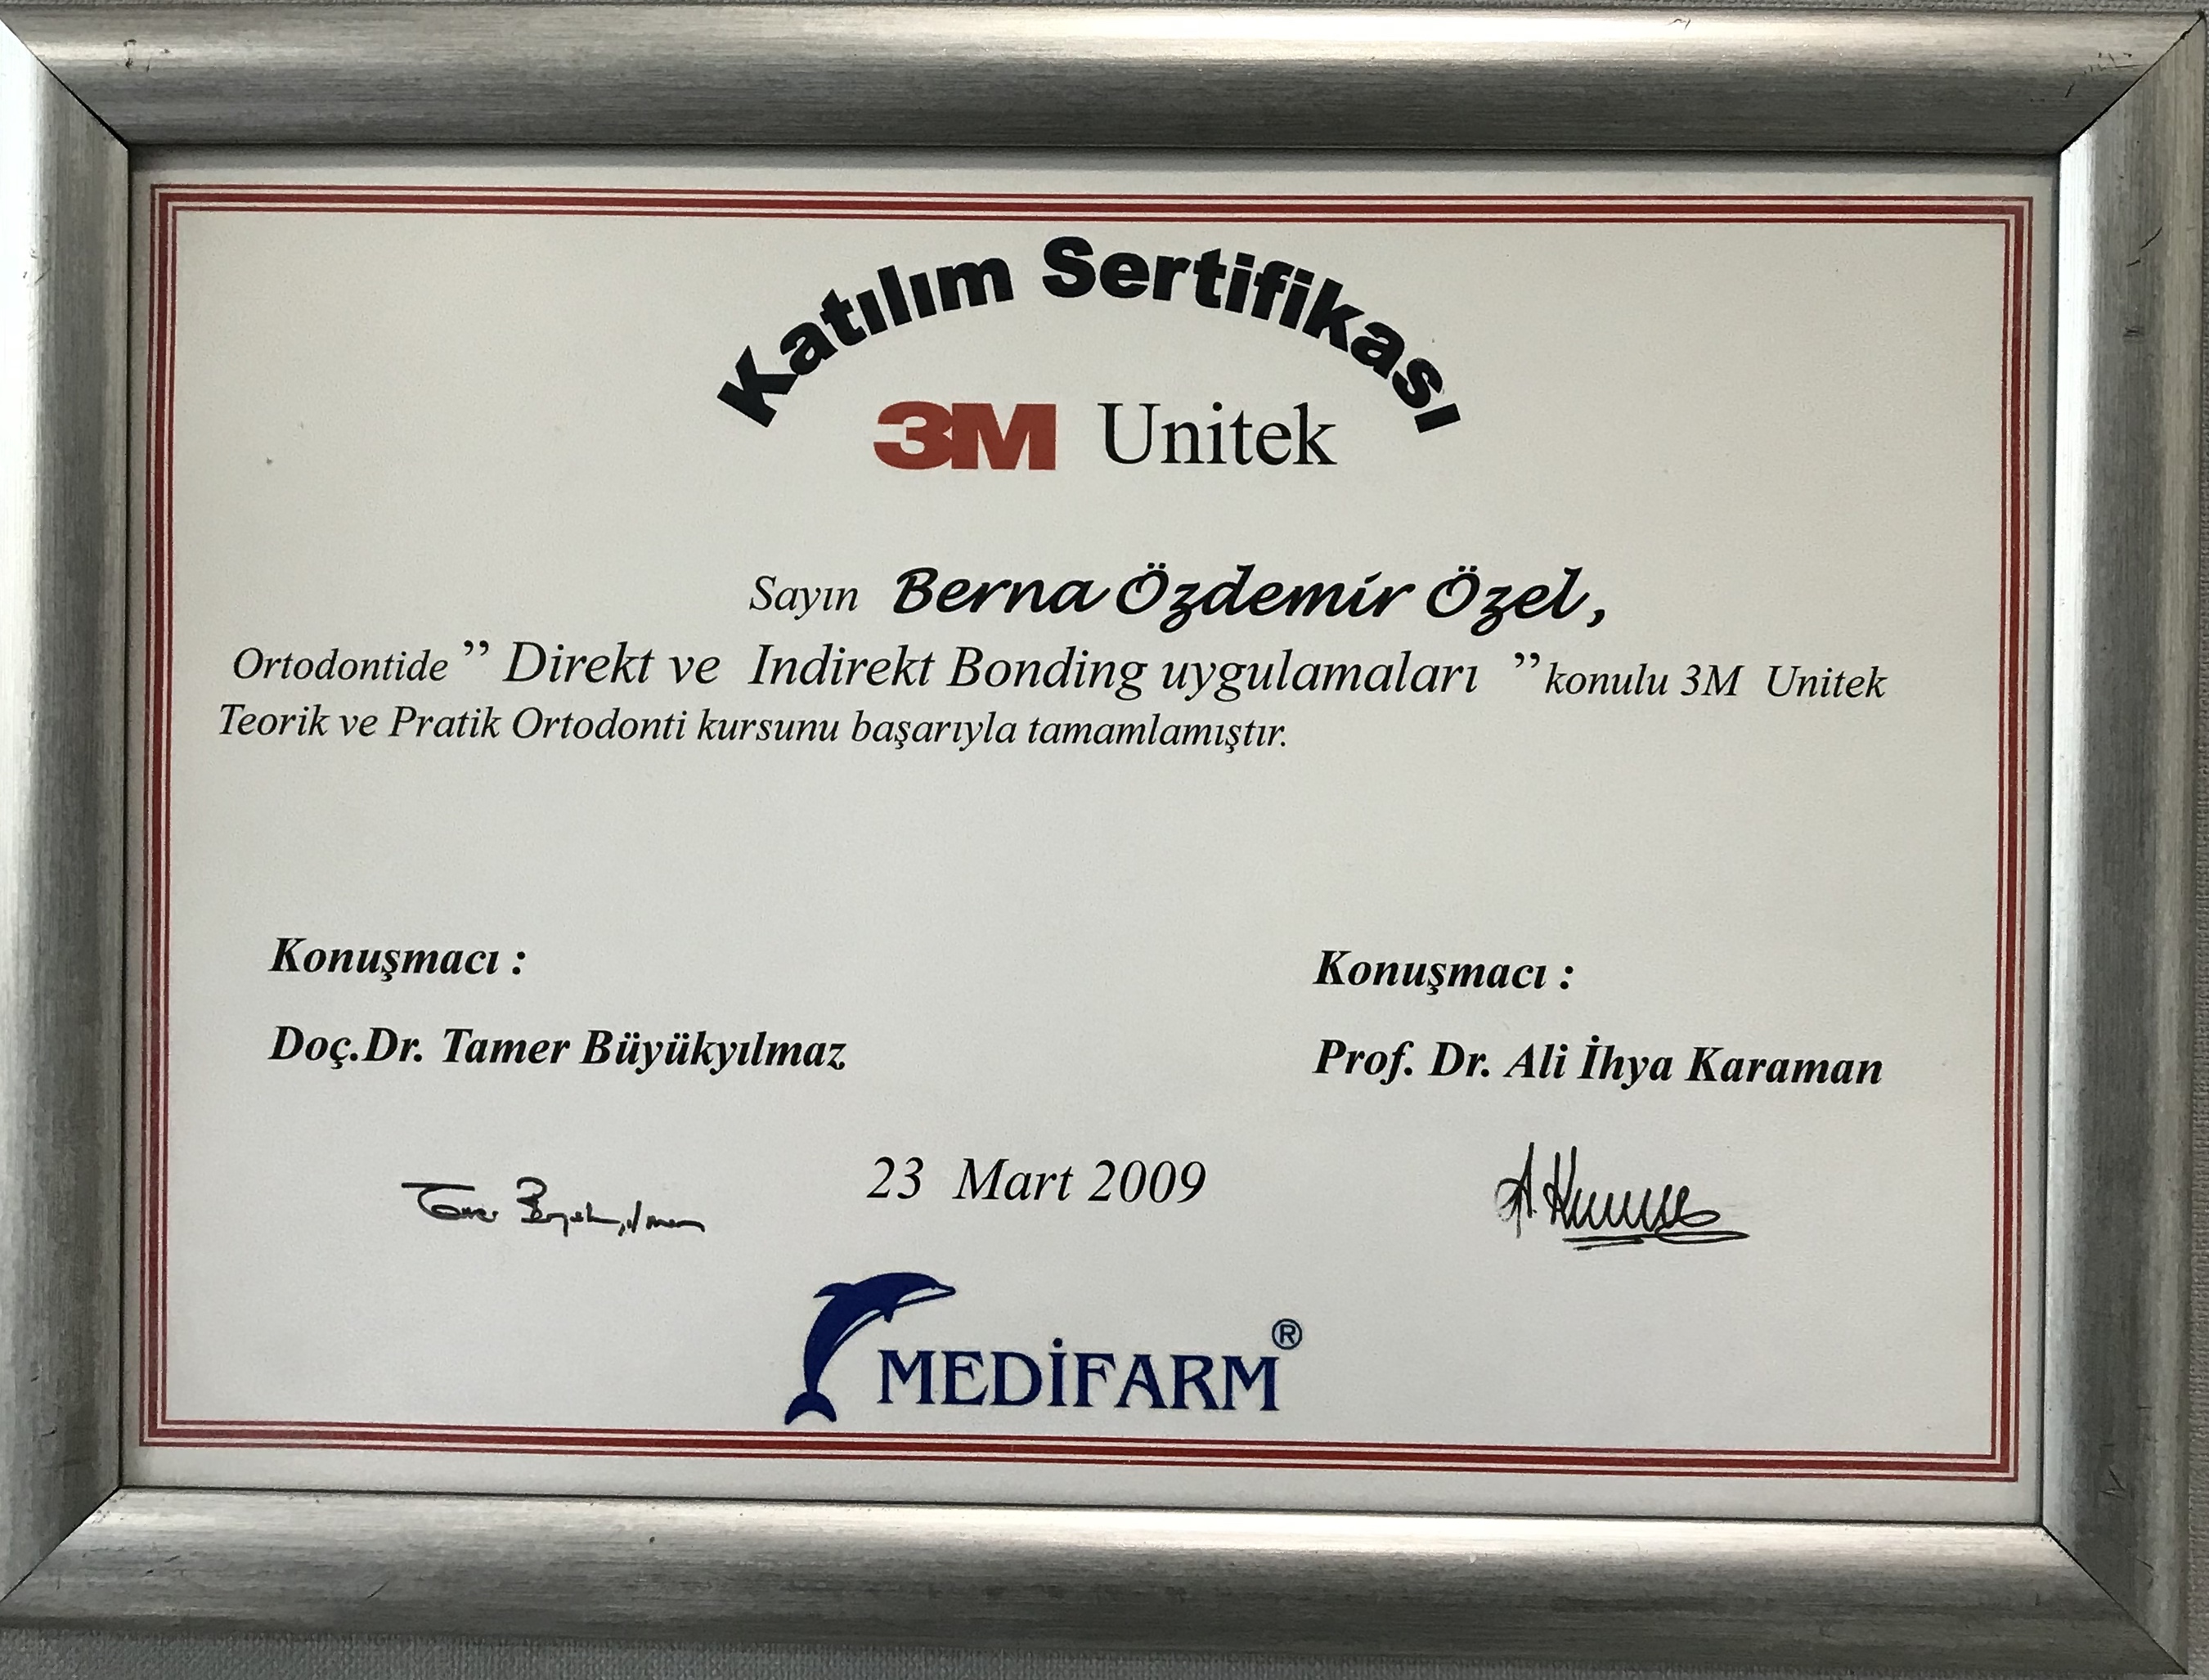 Katılım Sertifikası
3M Unitek
Sayın Berna Özdemir Özel,
Ortodontide ” Direkt ve Indirekt Bonding uygulamaları ” konulu 3M Unitek
Teorik ve Pratik Ortodonti kursunu başarıyla tamamlamıştır.
Konuşmacı :
Doç.Dr. Tamer Büyükyılmaz
Konuşmacı :
Prof. Dr. Ali İhya Karaman
23 Mart 2009
MEDİFARM®